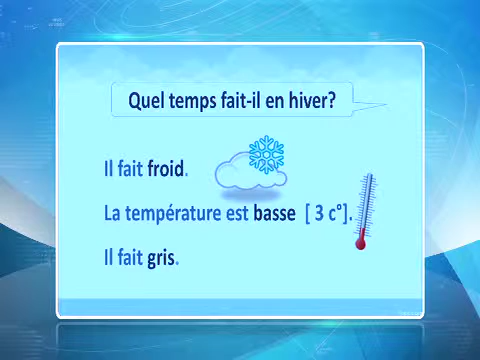 Quel temps fait-il en hiver?
Il fait froid.
La température est basse [ 3 c°].
Il fait gris.